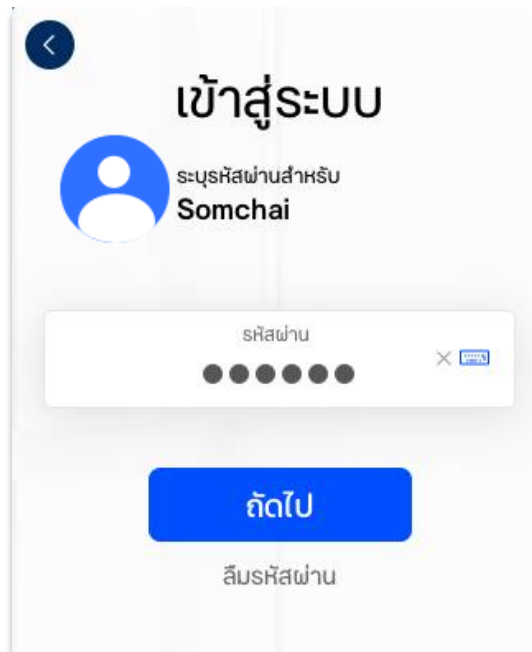 เข้าสู่ระบบ
ระบุรหัสผ่านสำหรับ
Somchai
รหัสผ่าน
ถัดไป
ลืมรหัสผ่าน